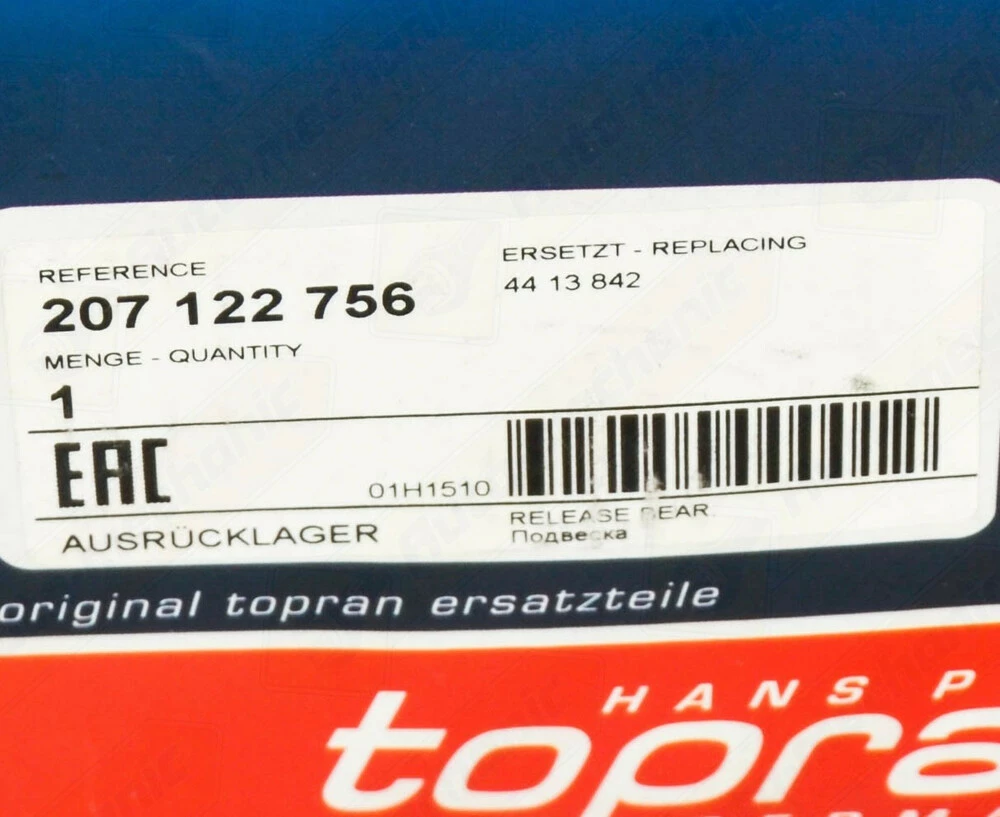 REFERENCE
207 122 756
MENGE - QUANTITY
1
ERSETZT - REPLACING
44 13 842
EAC
01H1510
AUSRÜCKLAGER
RELEASE BEAR.
Подвеска
original topran ersatzteile
HANS P
topra